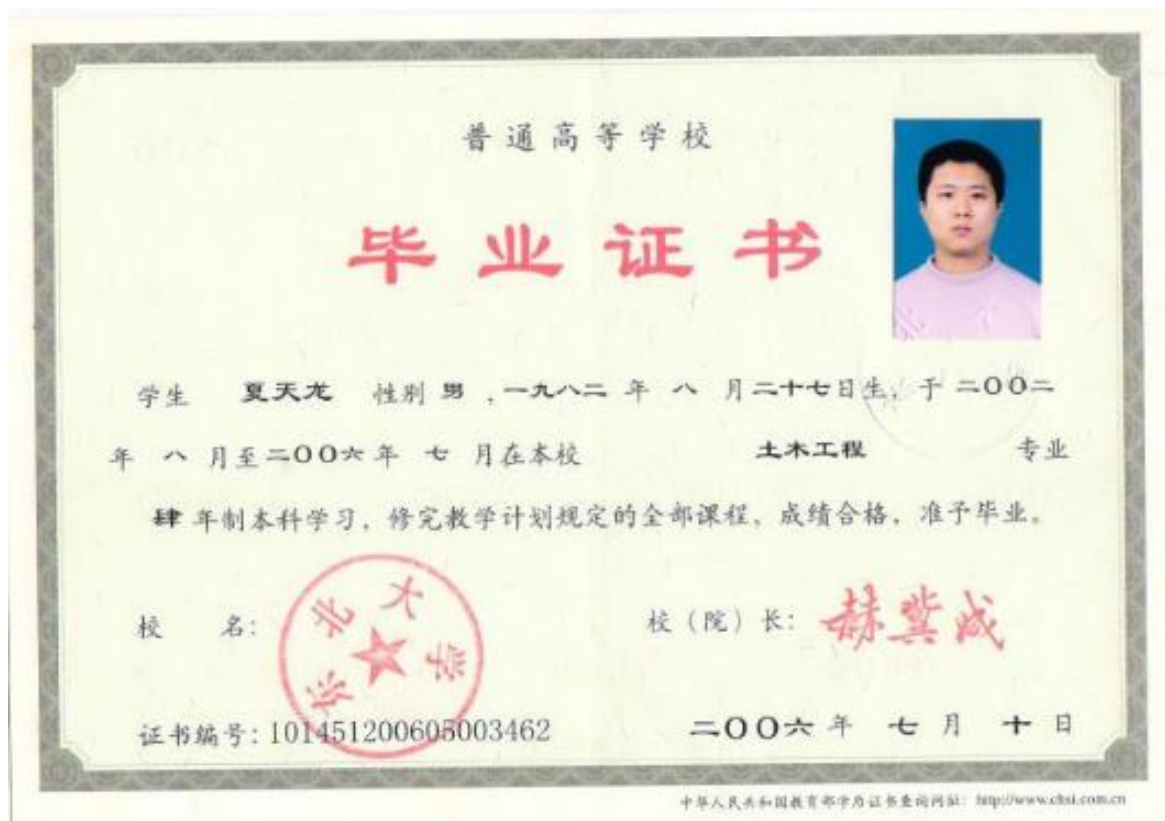 普通高等学校
毕业证书
学生 夏天龙 性别 男 ,一九八二 年 八 月二十七日生,于 二〇〇二
年 八 月至二〇〇六年 七 月在本校 土木工程 专业
肆 年制本科学习,修完教学计划规定的全部课程,成绩合格,准予毕业。
校 名: 东北大学 校(院)长: 赫冀成
证书编号:101451200605003462 二〇〇六 年 七 月 十 日
中华人民共和国教育部学历证书查询网址:http://www.chsi.com.cn